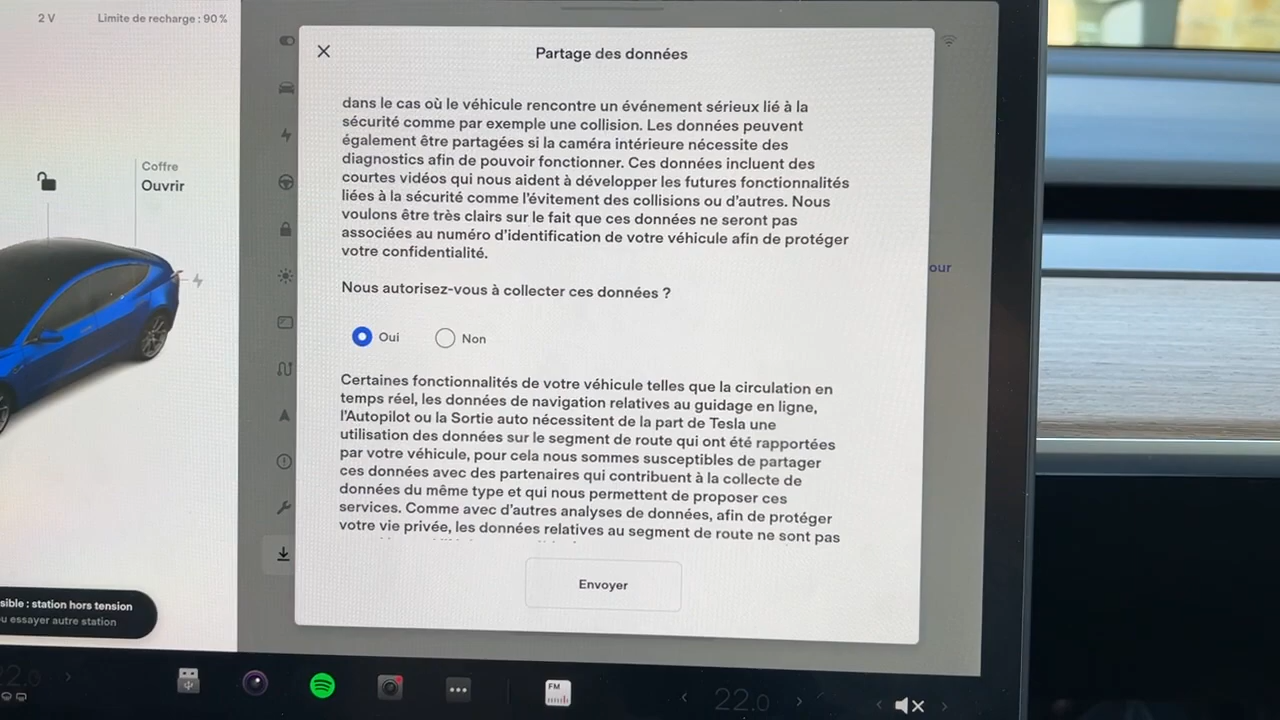 2 V
Limite de recharge : 90 %
Coffre
Ouvrir
sible : station hors tension
u essayer autre station
Partage des données
dans le cas où le véhicule rencontre un événement sérieux lié à la
sécurité comme par exemple une collision. Les données peuvent
également être partagées si la caméra intérieure nécessite des
diagnostics afin de pouvoir fonctionner. Ces données incluent des
courtes vidéos qui nous aident à développer les futures fonctionnalités
liées à la sécurité comme l'évitement des collisions ou d'autres. Nous
voulons être très clairs sur le fait que ces données ne seront pas
associées au numéro d'identification de votre véhicule afin de protéger
votre confidentialité.
Nous autorisez-vous à collecter ces données ?
Oui
Non
Certaines fonctionnalités de votre véhicule telles que la circulation en
temps réel, les données de navigation relatives au guidage en ligne,
l'Autopilot ou la Sortie auto nécessitent de la part de Tesla une
utilisation des données sur le segment de route qui ont été rapportées
par votre véhicule, pour cela nous sommes susceptibles de partager
ces données avec des partenaires qui contribuent à la collecte de
données du même type et qui nous permettent de proposer ces
services. Comme avec d'autres analyses de données, afin de protéger
votre vie privée, les données relatives au segment de route ne sont pas
Envoyer
our
22.0
FM
22.0